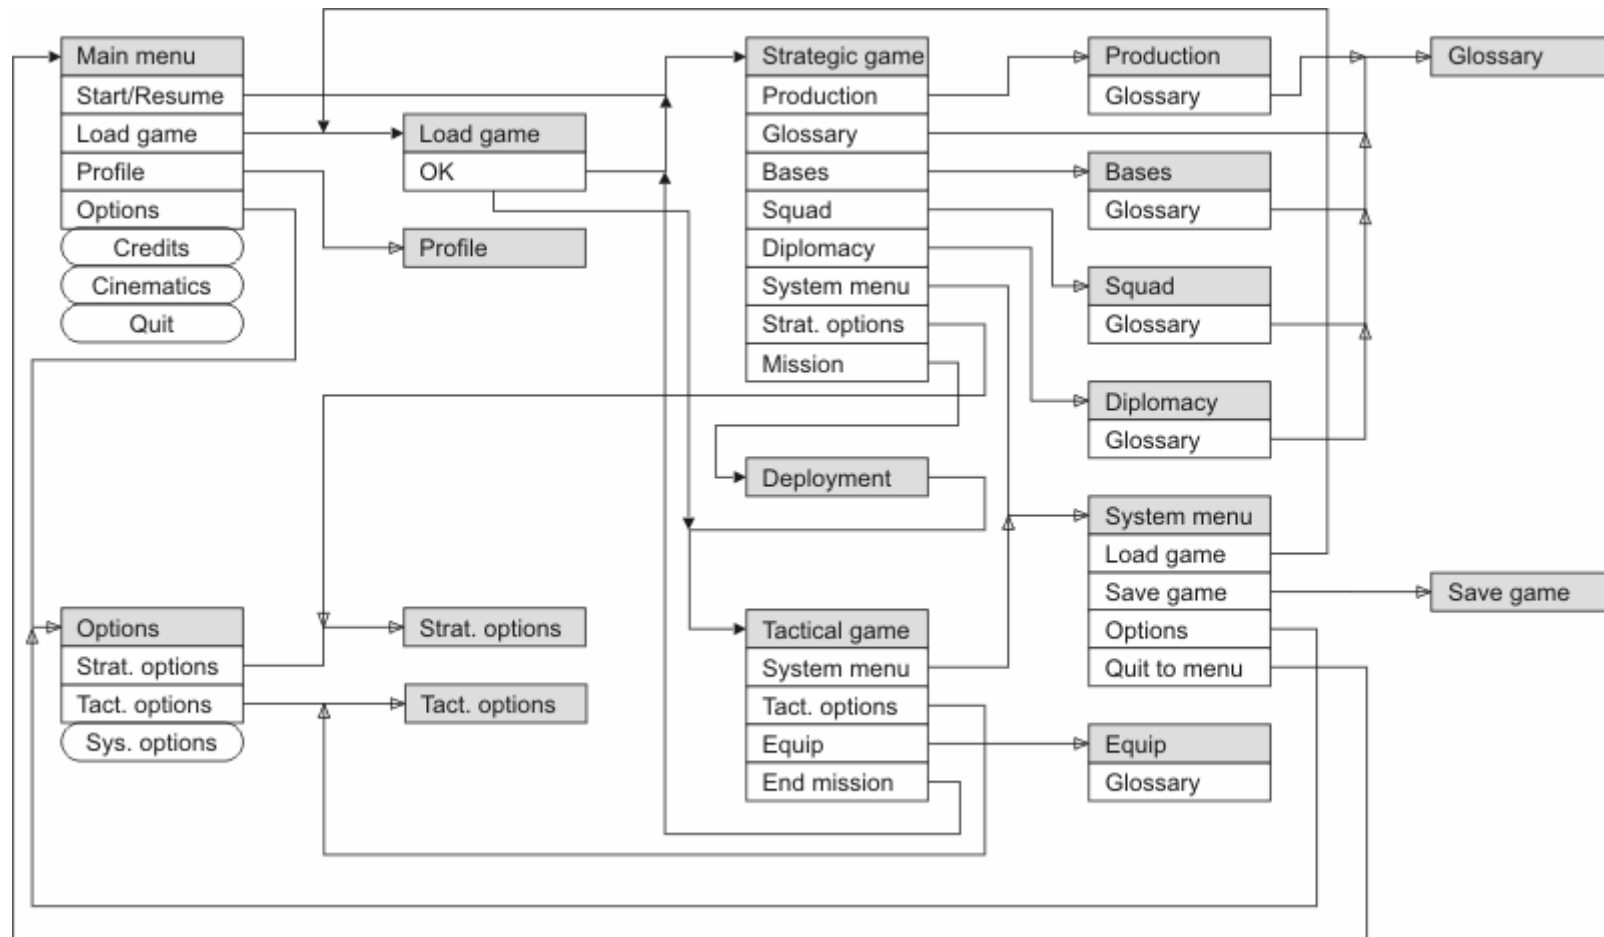 Main menu
Start/Resume
Load game
Profile
Options
Credits
Cinematics
Quit
Load game
OK
Profile
Strategic game
Production
Glossary
Bases
Squad
Diplomacy
System menu
Strat. options
Mission
Production
Glossary
Bases
Glossary
Squad
Glossary
Diplomacy
Glossary
Glossary
Deployment
System menu
Load game
Save game
Options
Quit to menu
Save game
Options
Strat. options
Tact. options
Sys. options
Strat. options
Tact. options
Tactical game
System menu
Tact. options
Equip
End mission
Equip
Glossary